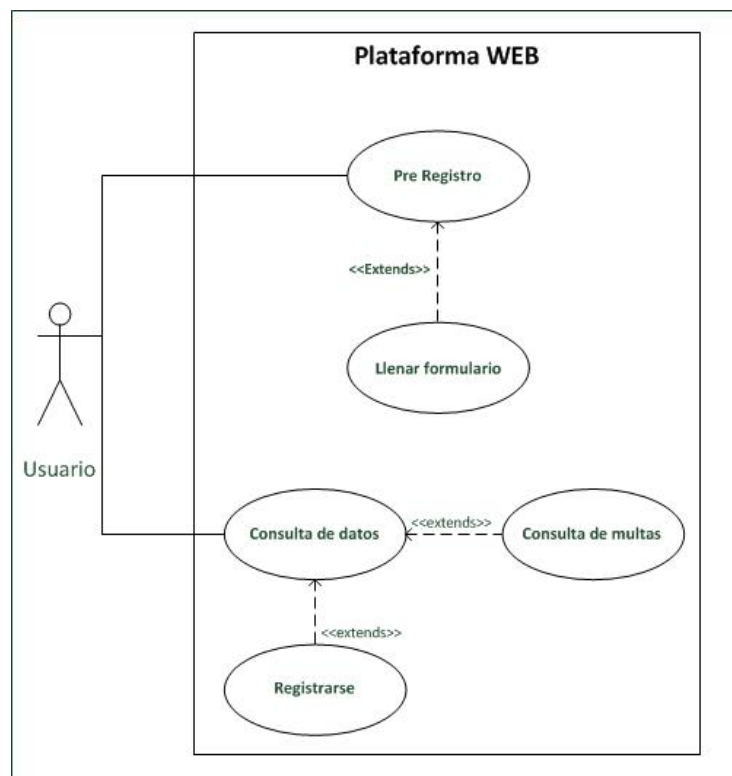 Plataforma WEB
Pre Registro
<<Extends>>
Llenar formulario
Usuario
Consulta de datos
<<extends>>
Consulta de multas
<<extends>>
Registrarse